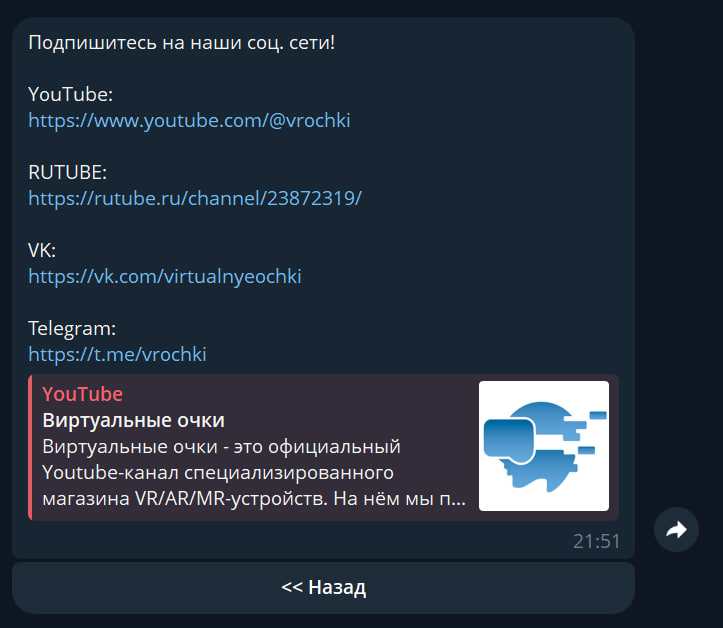 Подпишитесь на наши соц. сети!
YouTube:
https://www.youtube.com/@vrochki
RUTUBE:
https://rutube.ru/channel/23872319/
VK:
https://vk.com/virtualnyeochki
Telegram:
https://t.me/vrochki
YouTube
Виртуальные очки
Виртуальные очки - это официальный
Youtube-канал специализированного
магазина VR/AR/MR-устройств. На нём мы п...
21:51
<< Назад